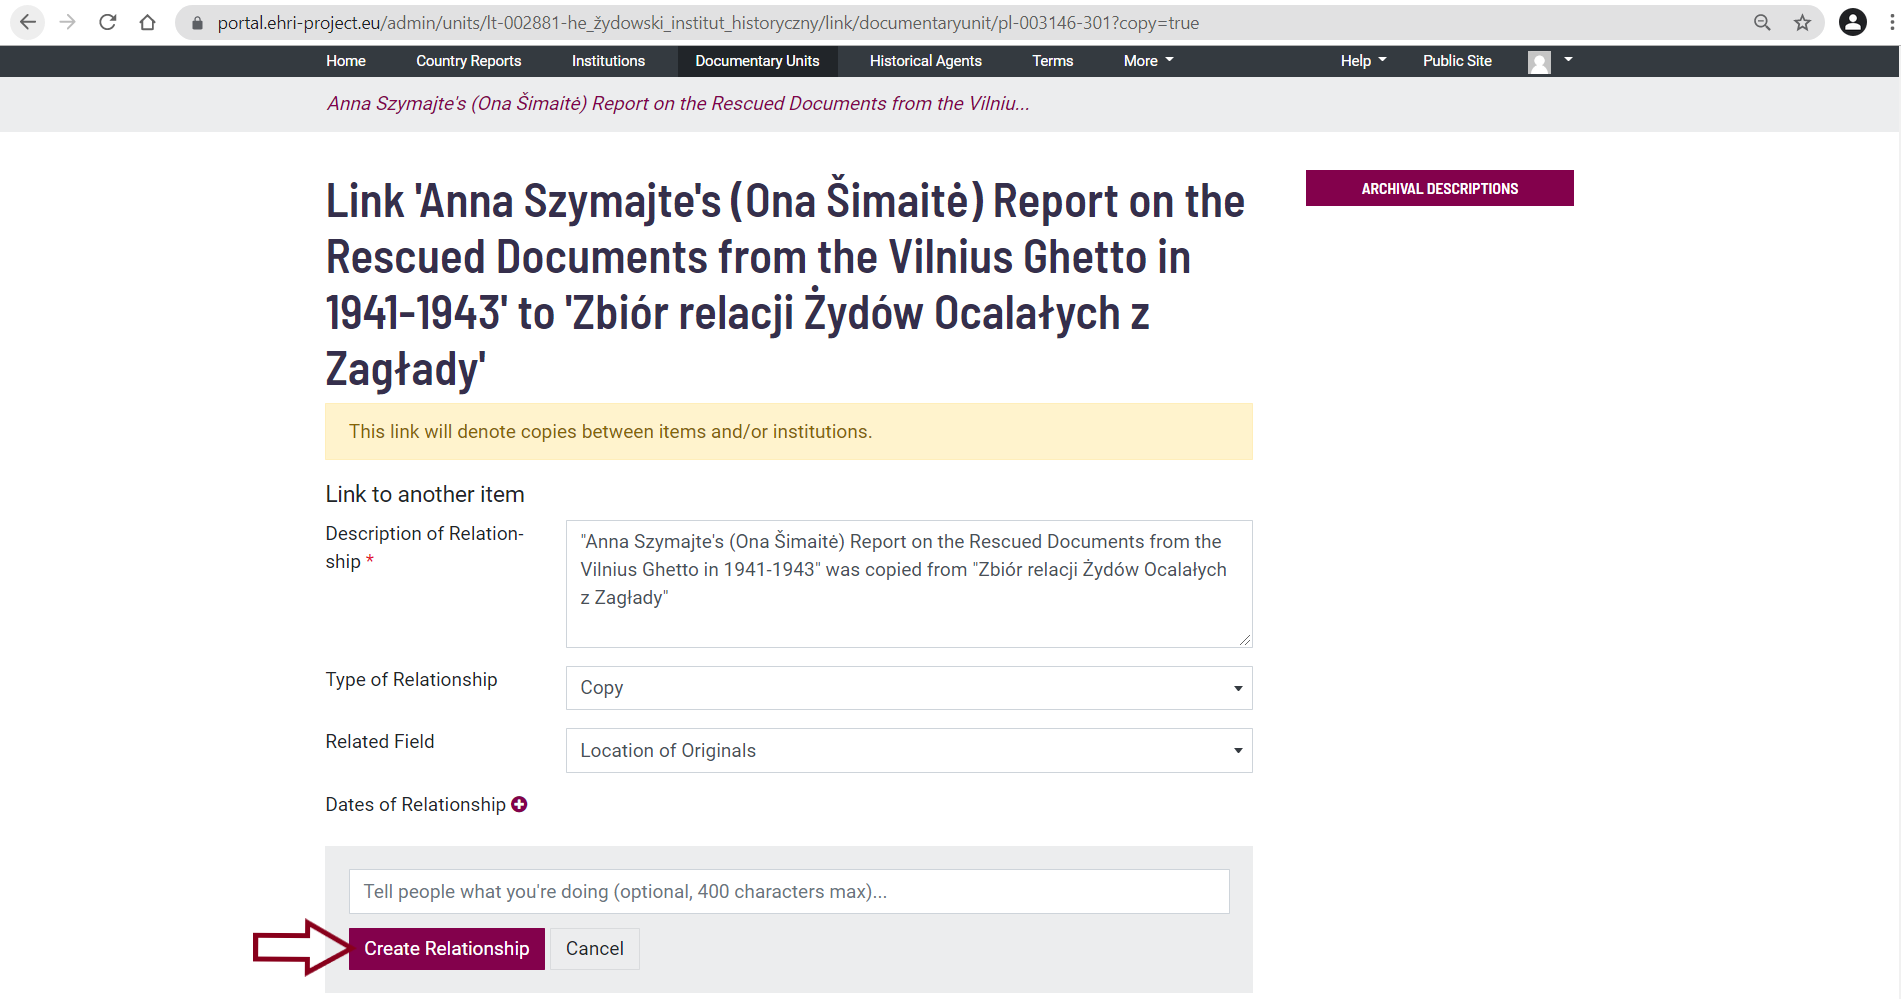 portal.ehri-project.eu/admin/units/lt-002881-he_żydowski_institut_historyczny/link/documentaryunit/pl-003146-301?copy=true
Home Country Reports Institutions Documentary Units Historical Agents Terms More Help Public Site
Anna Szymajte's (Ona Šimaitė) Report on the Rescued Documents from the Vilniu...
Link 'Anna Szymajte's (Ona Šimaitė) Report on the
Rescued Documents from the Vilnius Ghetto in
1941-1943' to 'Zbiór relacji Żydów Ocalałych z
Zagłady'
ARCHIVAL DESCRIPTIONS
This link will denote copies between items and/or institutions.
Link to another item
Description of Relation-
ship *
"Anna Szymajte's (Ona Šimaitė) Report on the Rescued Documents from the
Vilnius Ghetto in 1941-1943" was copied from "Zbiór relacji Żydów Ocalałych
z Zagłady"
Type of Relationship
Copy
Related Field
Location of Originals
Dates of Relationship
Tell people what you're doing (optional, 400 characters max)...
Create Relationship Cancel